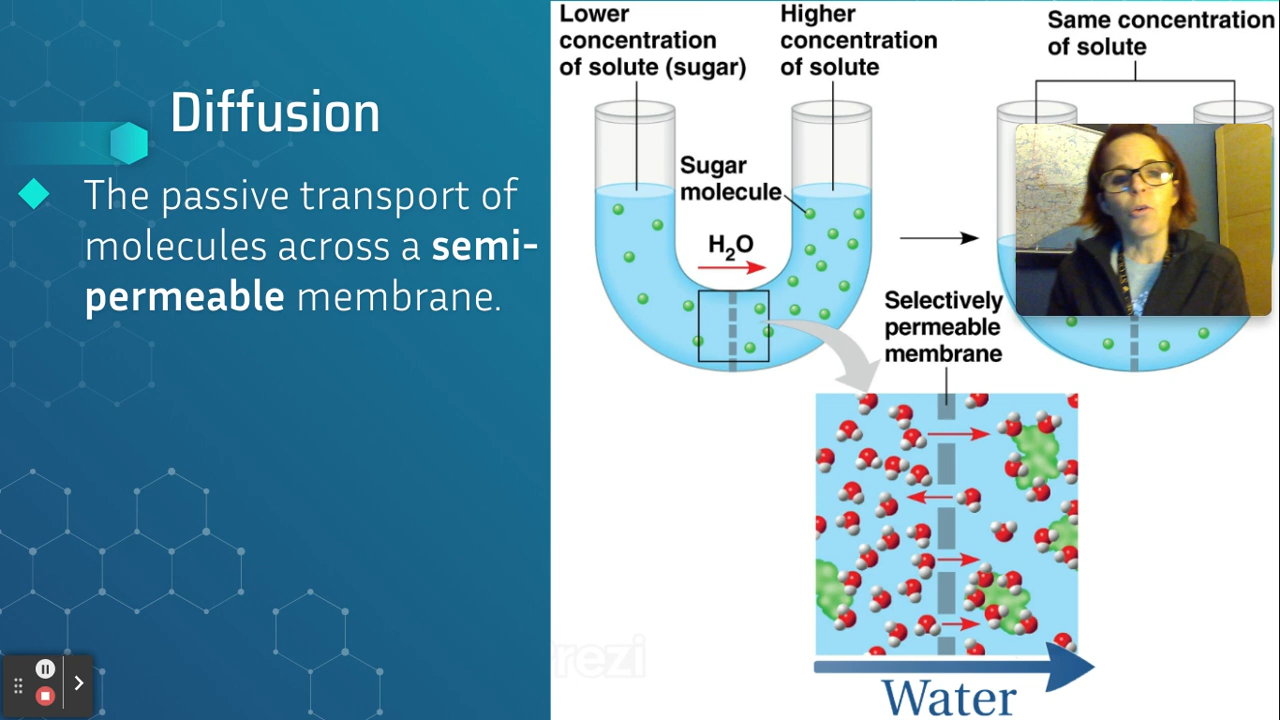 Diffusion
The passive transport of
molecules across a semi-
permeable membrane.
Lower
concentration
of solute (sugar)
Higher
concentration
of solute
Same concentration
of solute
Sugar
molecule
H₂O
Selectively
permeable
membrane
Water
rezi